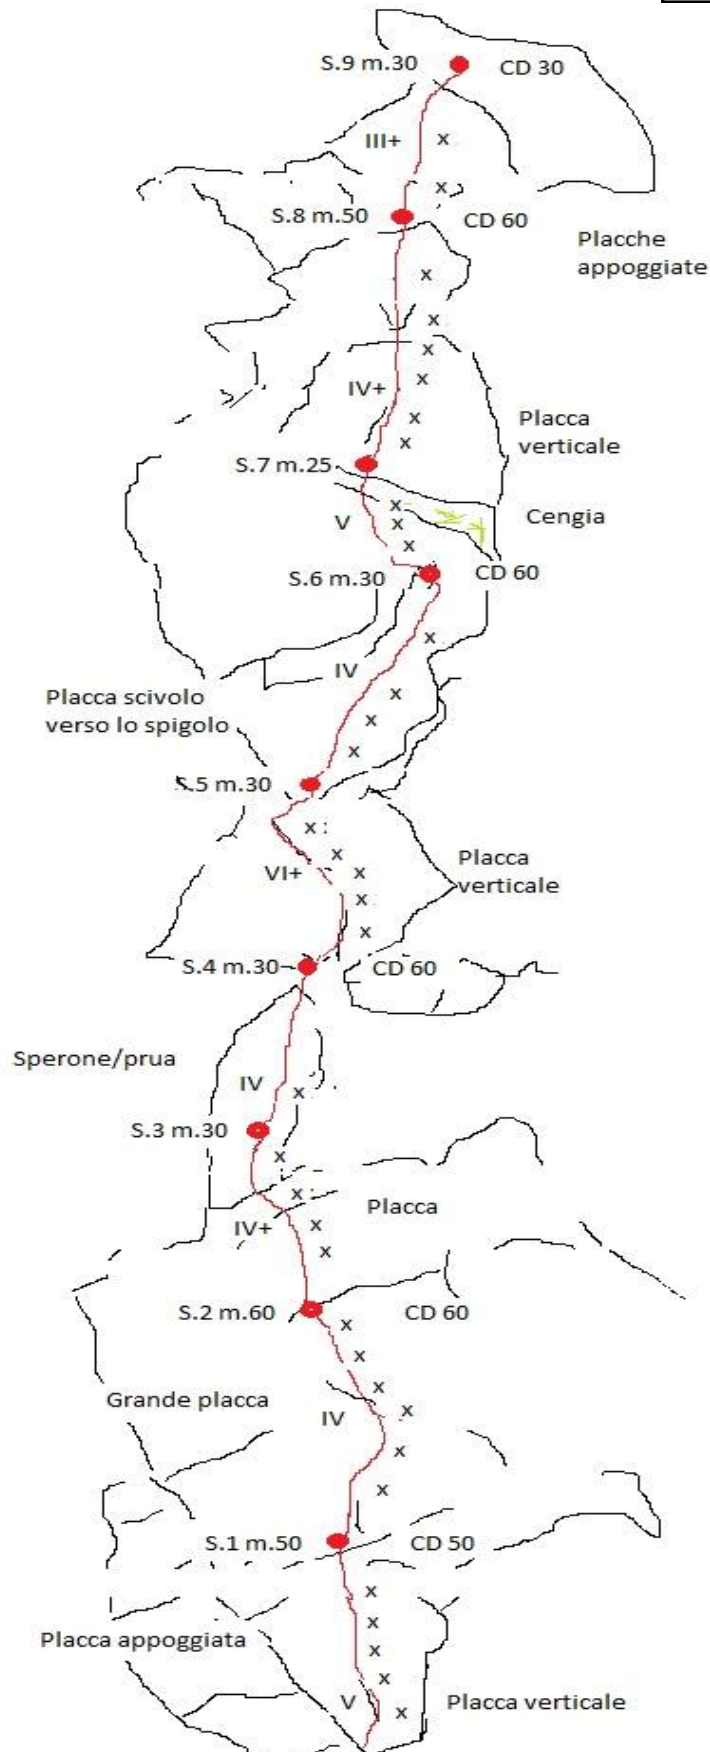 S.9 m.30 CD 30
III+ x
x
S.8 m.50 CD 60
Placche
appoggiate
x
x
x
IV+ x
x
Placca
verticale
x
S.7 m.25
x
V x
Cengia
x
S.6 m.30 CD 60
x
IV
x
Placca scivolo
verso lo spigolo
x
x
S.5 m.30
x
x
VI+ x
Placca
verticale
x
x
S.4 m.30 CD 60
Sperone/prua
IV x
S.3 m.30
x
x
Placca
IV+ x
x
S.2 m.60 CD 60
x
x
x
Grande placca
IV x
x
x
S.1 m.50 CD 50
x
x
Placca appoggiata
x
x
V x Placca verticale